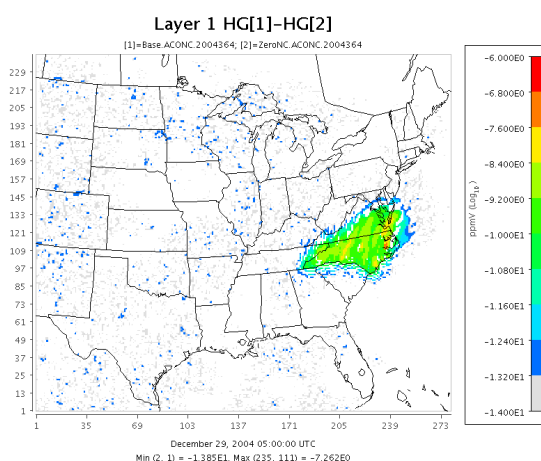 Layer 1 HG[1]-HG[2]
[1]=Base.ACONC.2004364; [2]=ZeroNC.ACONC.2004364
229
217
205
193
181
169
157
145
133
121
109
97
85
73
61
49
37
25
13
1
1 35 69 103 137 171 205 239 273
-6.000E0
-6.800E0
-7.600E0
-8.400E0
-9.200E0
-1.000E1
-1.080E1
-1.160E1
-1.240E1
-1.320E1
-1.400E1
ppmV (Log10)
December 29, 2004 05:00:00 UTC
Min (2, 1) = -1.385E1, Max (235, 111) = -7.262E0